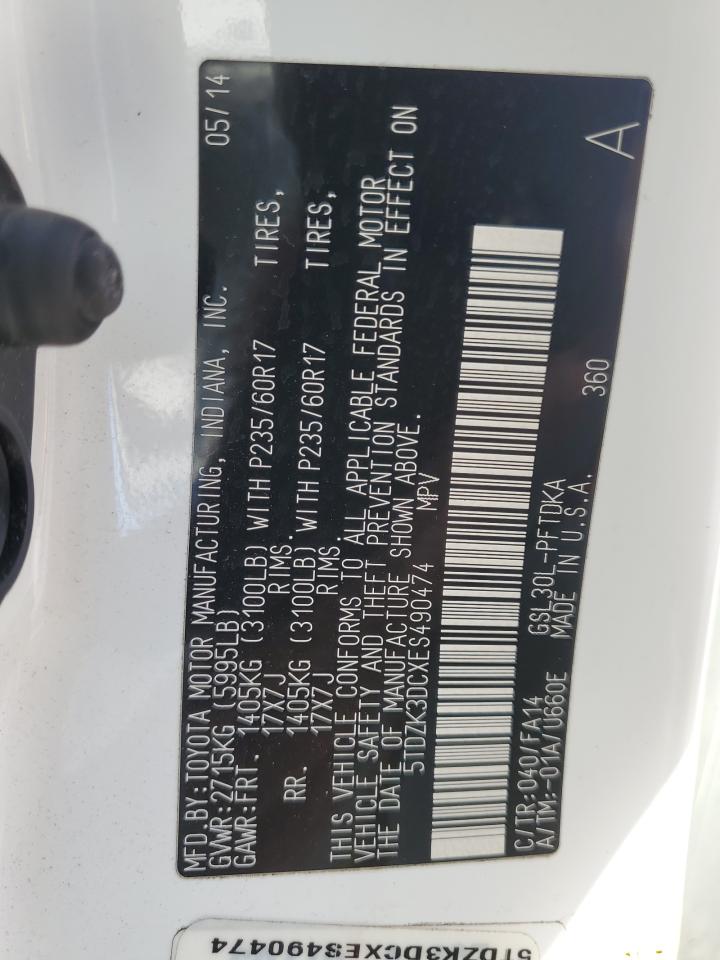 MFD.BY:TOYOTA MOTOR MANUFACTURING, INDIANA, INC. 05/14
GVWR:2715KG (5995LB)
GAWR:FRT. 1405KG (3100LB) WITH P235/60R17 TIRES,
17X7J RIMS.
RR. 1405KG (3100LB) WITH P235/60R17 TIRES,
17X7J RIMS.
THIS VEHICLE CONFORMS TO ALL APPLICABLE FEDERAL MOTOR
VEHICLE SAFETY AND THEFT PREVENTION STANDARDS IN EFFECT ON
THE DATE OF MANUFACTURE SHOWN ABOVE.
5TDZK3DCXES490474 MPV
C/TR:040/FA14 GSL30L-PFTDKA 360
A/TM:-01A/U660E MADE IN U.S.A. A
5TDZK3DCXES490474